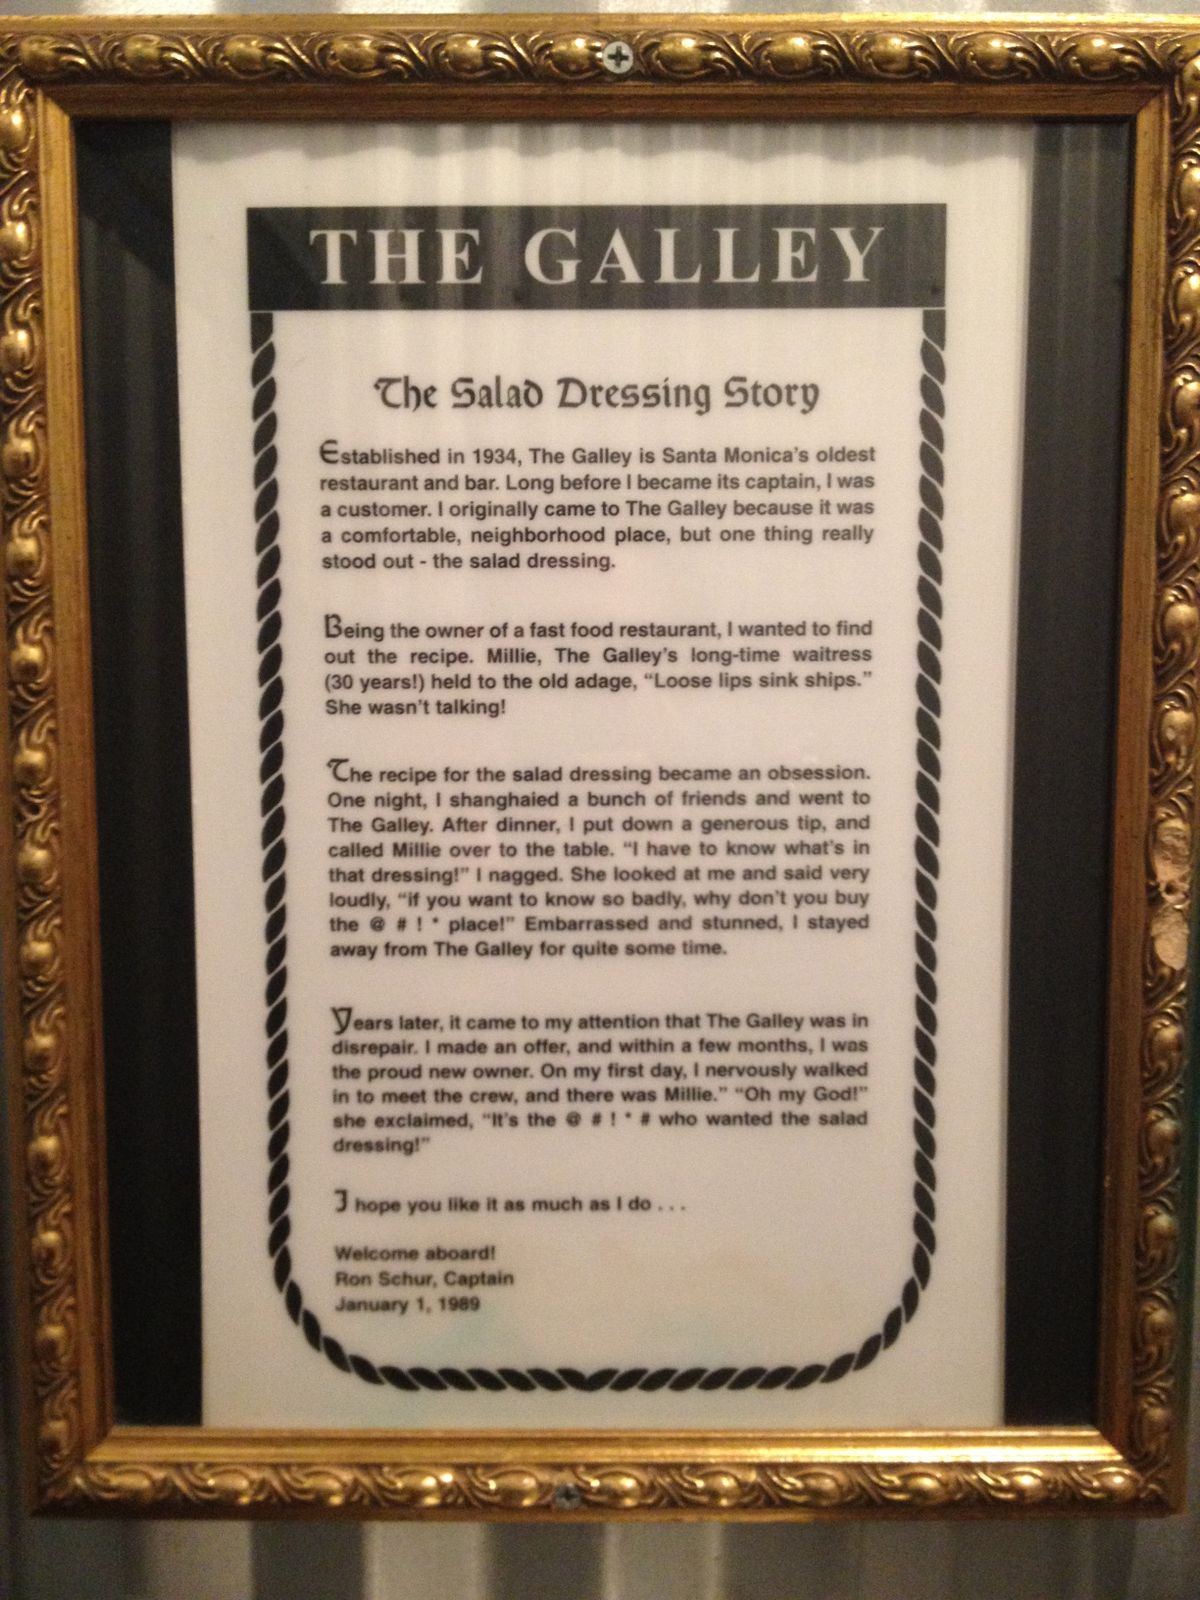 THE GALLEY
The Salad Dressing Story
Established in 1934, The Galley is Santa Monica's oldest
restaurant and bar. Long before I became its captain, I was
a customer. I originally came to The Galley because it was
a comfortable, neighborhood place, but one thing really
stood out - the salad dressing.
Being the owner of a fast food restaurant, I wanted to find
out the recipe. Millie, The Galley's long-time waitress
(30 years!) held to the old adage, “Loose lips sink ships.”
She wasn't talking!
The recipe for the salad dressing became an obsession.
One night, I shanghaied a bunch of friends and went to
The Galley. After dinner, I put down a generous tip, and
called Millie over to the table. “I have to know what's in
that dressing!” I nagged. She looked at me and said very
loudly, “if you want to know so badly, why don't you buy
the @ # ! * place!” Embarrassed and stunned, I stayed
away from The Galley for quite some time.
Years later, it came to my attention that The Galley was in
disrepair. I made an offer, and within a few months, I was
the proud new owner. On my first day, I nervously walked
in to meet the crew, and there was Millie.” “Oh my God!”
she exclaimed, “It's the @ # ! * # who wanted the salad
dressing!”
I hope you like it as much as I do . . .
Welcome aboard!
Ron Schur, Captain
January 1, 1989